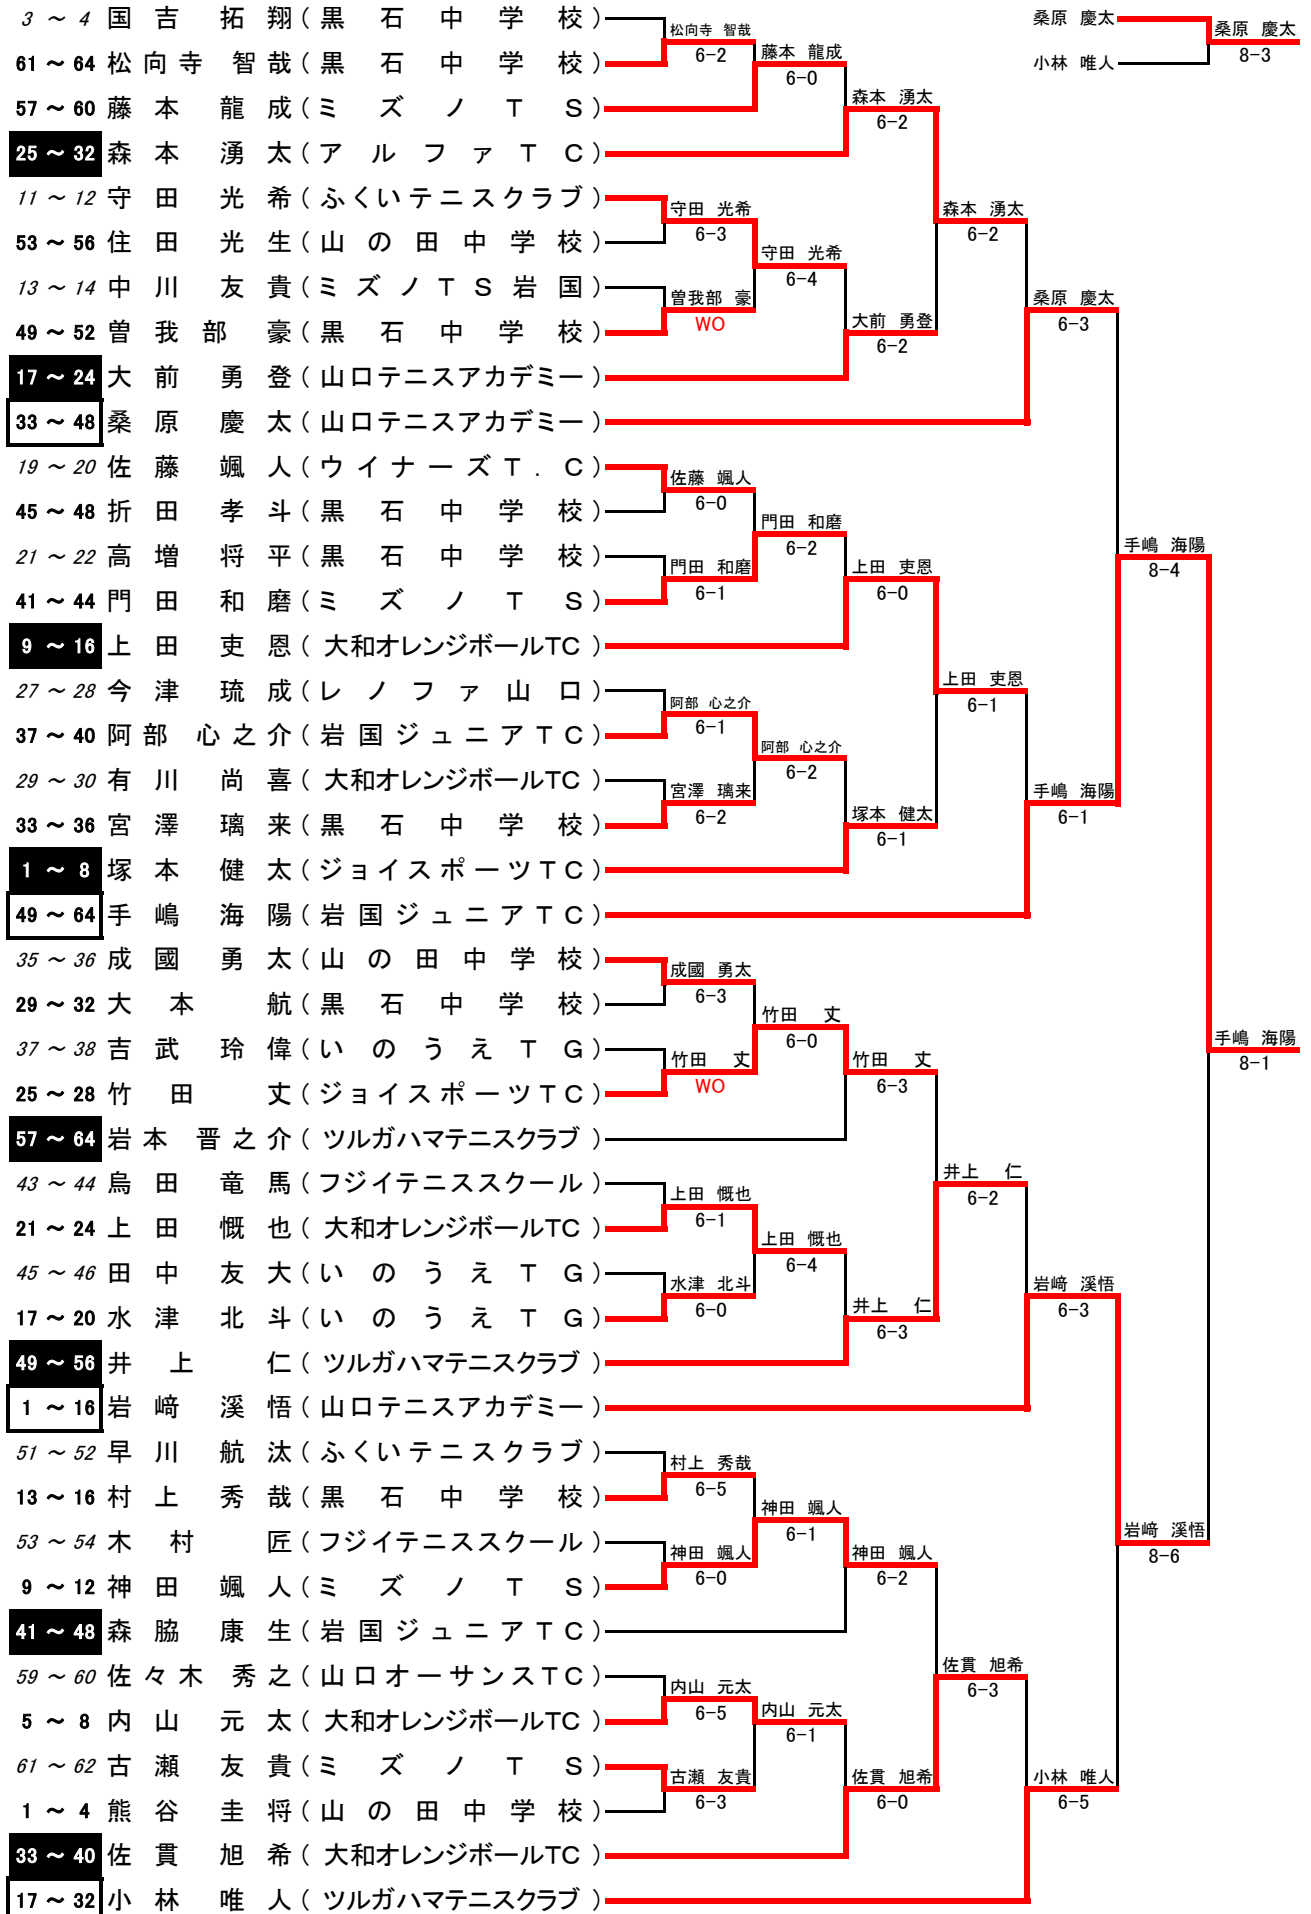 3 ～ 4 国吉 拓翔 (黒石中学校)
61 ～ 64 松向寺 智哉 (黒石中学校)
57 ～ 60 藤本 龍成 (ミズノTS)
25 ～ 32 森本 湧太 (アルファTC)
11 ～ 12 守田 光希 (ふくいテニスクラブ)
53 ～ 56 住田 光生 (山の田中学校)
13 ～ 14 中川 友貴 (ミズノTS岩国)
49 ～ 52 曽我部 豪 (黒石中学校)
17 ～ 24 大前 勇登 (山口テニスアカデミー)
33 ～ 48 桑原 慶太 (山口テニスアカデミー)
19 ～ 20 佐藤 颯人 (ウイナーズT.C)
45 ～ 48 折田 孝斗 (黒石中学校)
21 ～ 22 高増 将平 (黒石中学校)
41 ～ 44 門田 和磨 (ミズノTS)
9 ～ 16 上田 吏恩 (大和オレンジボールTC)
27 ～ 28 今津 琉成 (レノファ山口)
37 ～ 40 阿部 心之介 (岩国ジュニアTC)
29 ～ 30 有川 尚喜 (大和オレンジボールTC)
33 ～ 36 宮澤 璃来 (黒石中学校)
1 ～ 8 塚本 健太 (ジョイスポーツTC)
49 ～ 64 手嶋 海陽 (岩国ジュニアTC)
35 ～ 36 成國 勇太 (山の田中学校)
29 ～ 32 大本 航 (黒石中学校)
37 ～ 38 吉武 玲偉 (いのうえTG)
25 ～ 28 竹田 丈 (ジョイスポーツTC)
57 ～ 64 岩本 晋之介 (ツルガハマテニスクラブ)
43 ～ 44 烏田 竜馬 (フジイテニススクール)
21 ～ 24 上田 慨也 (大和オレンジボールTC)
45 ～ 46 田中 友大 (いのうえTG)
17 ～ 20 水津 北斗 (いのうえTG)
49 ～ 56 井上 仁 (ツルガハマテニスクラブ)
1 ～ 16 岩﨑 溪悟 (山口テニスアカデミー)
51 ～ 52 早川 航汰 (ふくいテニスクラブ)
13 ～ 16 村上 秀哉 (黒石中学校)
53 ～ 54 木村 匠 (フジイテニススクール)
9 ～ 12 神田 颯人 (ミズノTS)
41 ～ 48 森脇 康生 (岩国ジュニアTC)
59 ～ 60 佐々木 秀之 (山口オーサンスTC)
5 ～ 8 内山 元太 (大和オレンジボールTC)
61 ～ 62 古瀬 友貴 (ミズノTS)
1 ～ 4 熊谷 圭将 (山の田中学校)
33 ～ 40 佐貫 旭希 (大和オレンジボールTC)
17 ～ 32 小林 唯人 (ツルガハマテニスクラブ)
松向寺 智哉
6-2
守田 光希
6-3
曽我部 豪
WO
佐藤 颯人
6-0
門田 和磨
6-1
阿部 心之介
6-1
宮澤 璃来
6-2
成國 勇太
6-3
竹田 丈
WO
上田 慨也
6-1
水津 北斗
6-0
村上 秀哉
6-5
神田 颯人
6-0
内山 元太
6-5
古瀬 友貴
6-3
藤本 龍成
6-0
守田 光希
6-4
門田 和磨
6-2
阿部 心之介
6-2
竹田 丈
6-0
上田 慨也
6-4
神田 颯人
6-1
内山 元太
6-1
森本 湧太
6-2
大前 勇登
6-2
上田 吏恩
6-0
塚本 健太
6-1
竹田 丈
6-3
井上 仁
6-3
神田 颯人
6-2
佐貫 旭希
6-0
森本 湧太
6-2
上田 吏恩
6-1
井上 仁
6-2
佐貫 旭希
6-3
桑原 慶太
6-3
手嶋 海陽
6-1
岩﨑 溪悟
6-3
小林 唯人
6-5
手嶋 海陽
8-4
岩﨑 溪悟
8-6
手嶋 海陽
8-1
桑原 慶太
小林 唯人
桑原 慶太
8-3